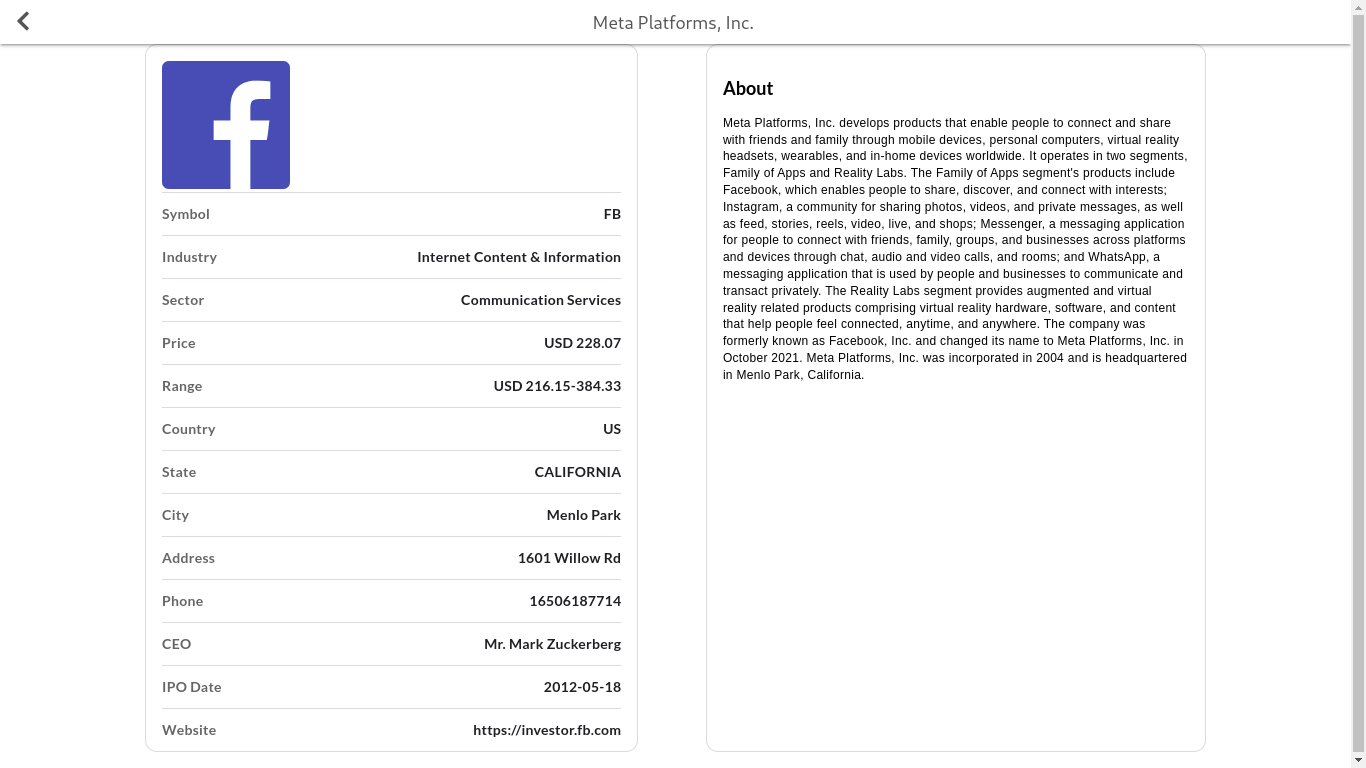 Meta Platforms, Inc.
Symbol FB
Industry Internet Content & Information
Sector Communication Services
Price USD 228.07
Range USD 216.15-384.33
Country US
State CALIFORNIA
City Menlo Park
Address 1601 Willow Rd
Phone 16506187714
CEO Mr. Mark Zuckerberg
IPO Date 2012-05-18
Website https://investor.fb.com
About
Meta Platforms, Inc. develops products that enable people to connect and share
with friends and family through mobile devices, personal computers, virtual reality
headsets, wearables, and in-home devices worldwide. It operates in two segments,
Family of Apps and Reality Labs. The Family of Apps segment's products include
Facebook, which enables people to share, discover, and connect with interests;
Instagram, a community for sharing photos, videos, and private messages, as well
as feed, stories, reels, video, live, and shops; Messenger, a messaging application
for people to connect with friends, family, groups, and businesses across platforms
and devices through chat, audio and video calls, and rooms; and WhatsApp, a
messaging application that is used by people and businesses to communicate and
transact privately. The Reality Labs segment provides augmented and virtual
reality related products comprising virtual reality hardware, software, and content
that help people feel connected, anytime, and anywhere. The company was
formerly known as Facebook, Inc. and changed its name to Meta Platforms, Inc. in
October 2021. Meta Platforms, Inc. was incorporated in 2004 and is headquartered
in Menlo Park, California.